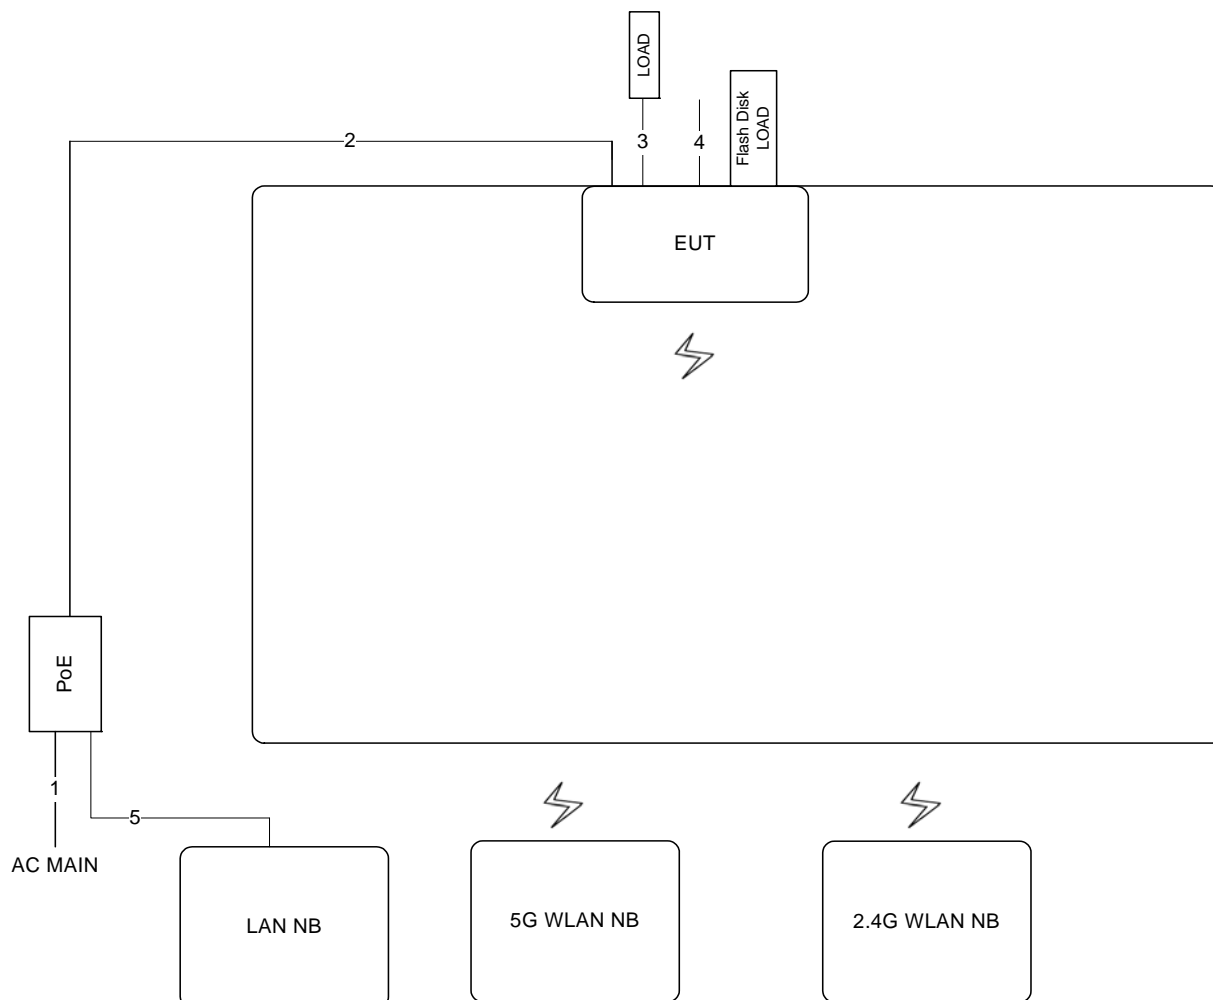 LOAD
Flash Disk
LOAD
2
3
4
EUT
PoE
1
5
AC MAIN
LAN NB
5G WLAN NB
2.4G WLAN NB